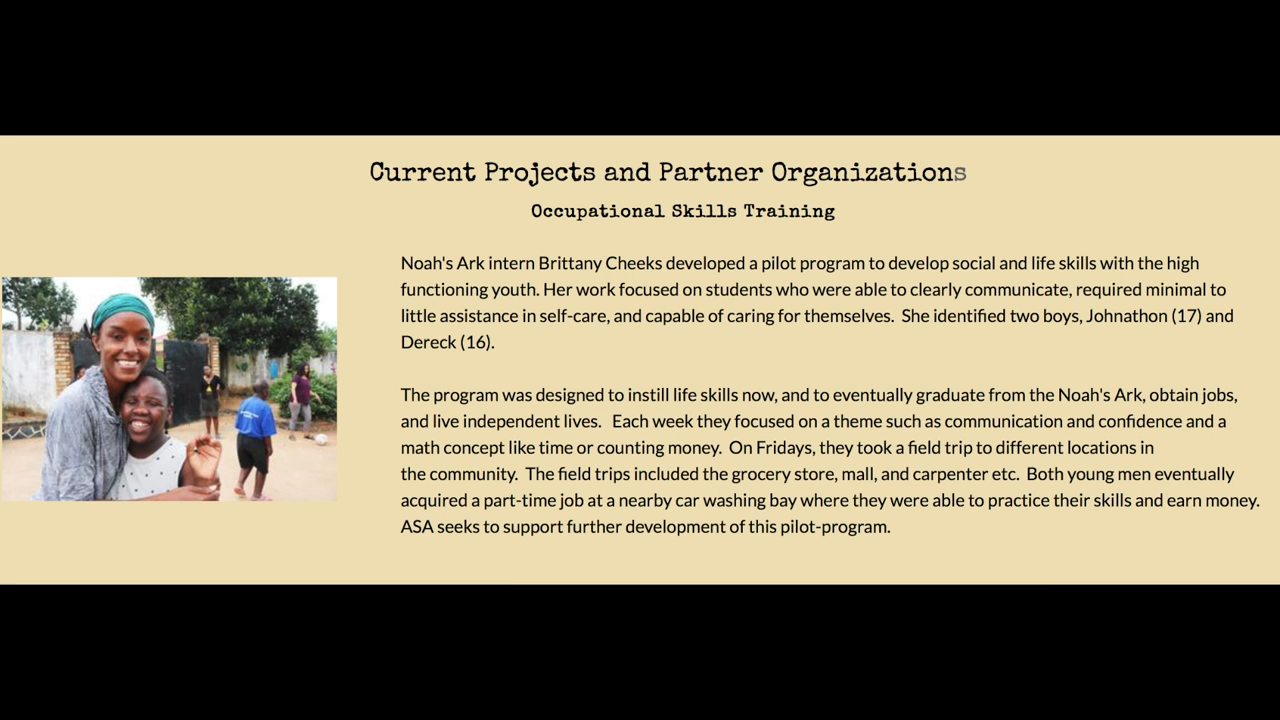 Current Projects and Partner Organizations
Occupational Skills Training
Noah's Ark intern Brittany Cheeks developed a pilot program to develop social and life skills with the high
functioning youth. Her work focused on students who were able to clearly communicate, required minimal to
little assistance in self-care, and capable of caring for themselves.  She identified two boys, Johnathon (17) and
Dereck (16).
The program was designed to instill life skills now, and to eventually graduate from the Noah's Ark, obtain jobs,
and live independent lives.   Each week they focused on a theme such as communication and confidence and a
math concept like time or counting money.  On Fridays, they took a field trip to different locations in
the community.  The field trips included the grocery store, mall, and carpenter etc.  Both young men eventually
acquired a part-time job at a nearby car washing bay where they were able to practice their skills and earn money.
ASA seeks to support further development of this pilot-program.